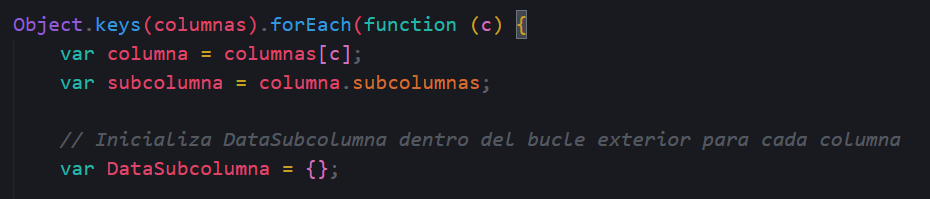 Object.keys(columnas).forEach(function (c) {
var columna = columnas[c];
var subcolumna = columna.subcolumnas;
// Inicializa DataSubcolumna dentro del bucle exterior para cada columna
var DataSubcolumna = {};